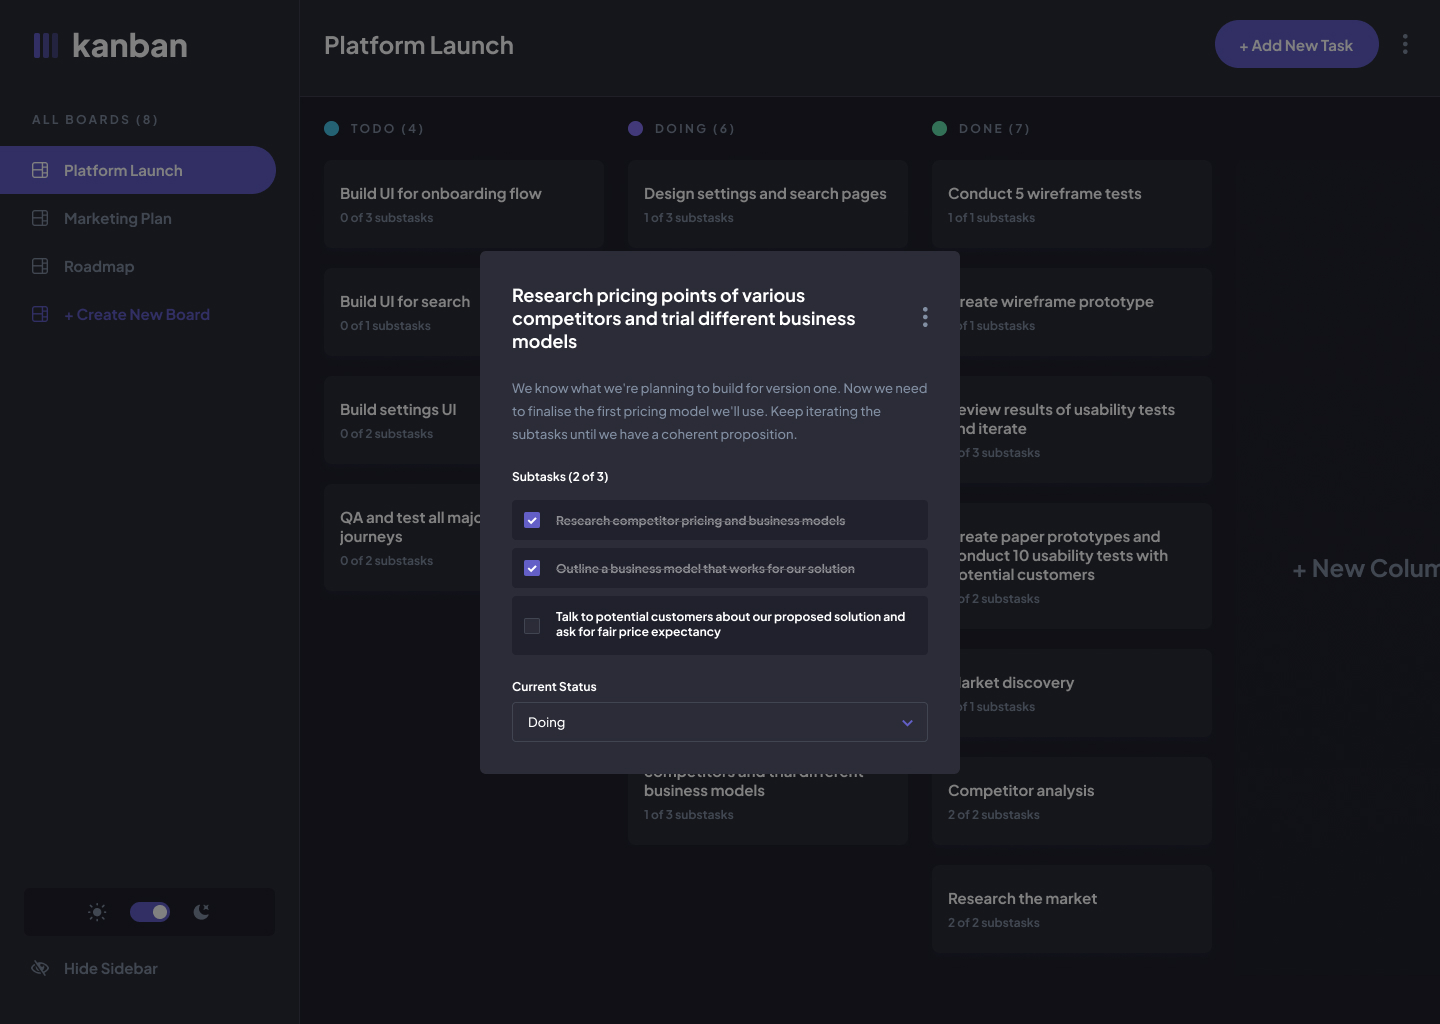 kanban
ALL BOARDS (8)
Platform Launch
Marketing Plan
Roadmap
+ Create New Board
Hide Sidebar
Platform Launch
+ Add New Task
TODO (4)
Build UI for onboarding flow
0 of 3 substasks
Build UI for search
0 of 1 substasks
Build settings UI
0 of 2 substasks
QA and test all majo
journeys
0 of 2 substasks
DOING (6)
Design settings and search pages
1 of 3 substasks
Research pricing points of various
competitors and trial different business
models
We know what we're planning to build for version one. Now we need
to finalise the first pricing model we'll use. Keep iterating the
subtasks until we have a coherent proposition.
Subtasks (2 of 3)
Research competitor pricing and business models
Outline a business model that works for our solution
Talk to potential customers about our proposed solution and
ask for fair price expectancy
Current Status
Doing
competitors and trial different
business models
1 of 3 substasks
DONE (7)
Conduct 5 wireframe tests
1 of 1 substasks
reate wireframe prototype
of 1 substasks
eview results of usability tests
nd iterate
of 3 substasks
reate paper prototypes and
onduct 10 usability tests with
otential customers
of 2 substasks
arket discovery
of 1 substasks
Competitor analysis
2 of 2 substasks
Research the market
2 of 2 substasks
+ New Colum